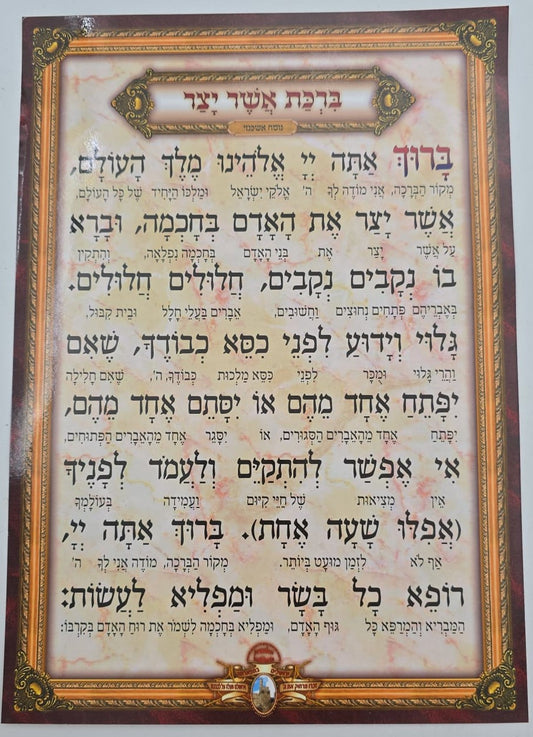 בִּרְכַּת אֲשֶׁר יָצַר
נוסח אשכנזי
בָּרוּךְ אַתָּה יְיָ אֱלֹהֵינוּ מֶלֶךְ הָעוֹלָם,
מְקוֹר הַבְּרָכָה, אֲנִי מוֹדֶה לְךָ ה' אֱלֹקֵי יִשְׂרָאֵל וּמַלְכּוֹ הַיָּחִיד שֶׁל כָּל הָעוֹלָם,
אֲשֶׁר יָצַר אֶת הָאָדָם בְּחָכְמָה, וּבָרָא
עַל אֲשֶׁר יָצַר אֶת בְּנֵי הָאָדָם בְּחָכְמָה נִפְלָאָה, וְהִתְקִין
בוֹ נְקָבִים נְקָבִים, חֲלוּלִים חֲלוּלִים.
בְּאֶבְרֵיהֶם פְּתָחִים נְחוּצִים וַחֲשׁוּבִים, אֵבָרִים בַּעֲלֵי חָלָל וּבֵית קִבּוּל,
גָּלוּי וְיָדוּעַ לִפְנֵי כִסֵּא כְבוֹדֶךָ, שֶׁאִם
וַהֲרֵי גָּלוּי וּמֻכָּר לִפְנֵי כִּסֵּא מַלְכוּת כְּבוֹדֶךָ, ה', שֶׁאִם חָלִילָה
יִפָּתֵחַ אֶחָד מֵהֶם אוֹ יִסָּתֵם אֶחָד מֵהֶם,
יִפָּתֵחַ אֶחָד מֵהָאֵבָרִים הַסְּגוּרִים, אוֹ יִסָּגֵר אֶחָד מֵהָאֵבָרִים הַפְּתוּחִים,
אִי אֶפְשַׁר לְהִתְקַיֵּם וְלַעֲמֹד לְפָנֶיךָ
אֵין מְצִיאוּת שֶׁל חַיֵּי קִיּוּם וַעֲמִידָה בְּעוֹלָמְךָ
(אֲפִלּוּ שָׁעָה אֶחָת). בָּרוּךְ אַתָּה יְיָ,
אַף לֹא לִזְמַן מוּעָט בְּיוֹתֵר. מְקוֹר הַבְּרָכָה, מוֹדֶה אֲנִי לְךָ ה'
רוֹפֵא כָל בָּשָׂר וּמַפְלִיא לַעֲשׂוֹת:
הַמַּבְרִיא וְהַמְרַפֵּא כָּל גּוּף הָאָדָם, וּמַפְלִיא בְּחָכְמָה לִשְׁמֹר אֶת רוּחַ הָאָדָם בְּקִרְבּוֹ: